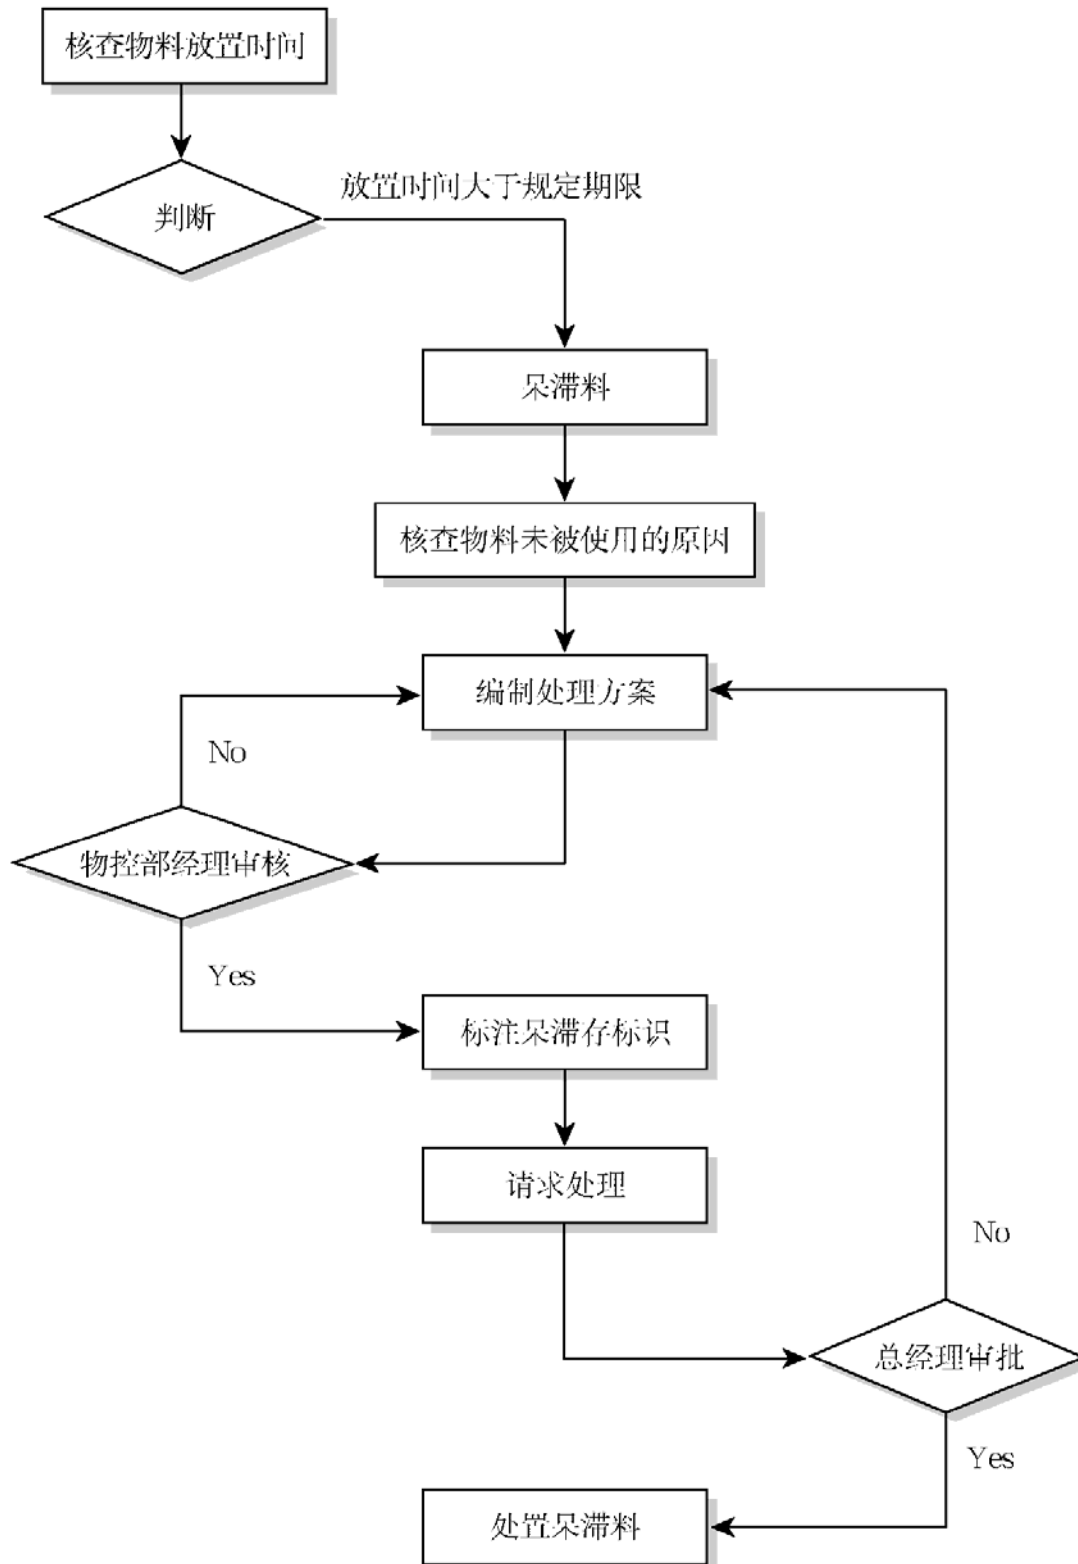 核查物料放置时间
放置时间大于规定期限
判断
呆滞料
核查物料未被使用的原因
编制处理方案
No
物控部经理审核
Yes
标注呆滞存标识
请求处理
No
总经理审批
Yes
处置呆滞料